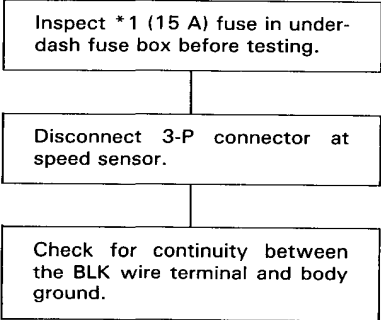 Inspect *1 (15 A) fuse in under-
dash fuse box before testing.
Disconnect 3-P connector at
speed sensor.
Check for continuity between
the BLK wire terminal and body
ground.